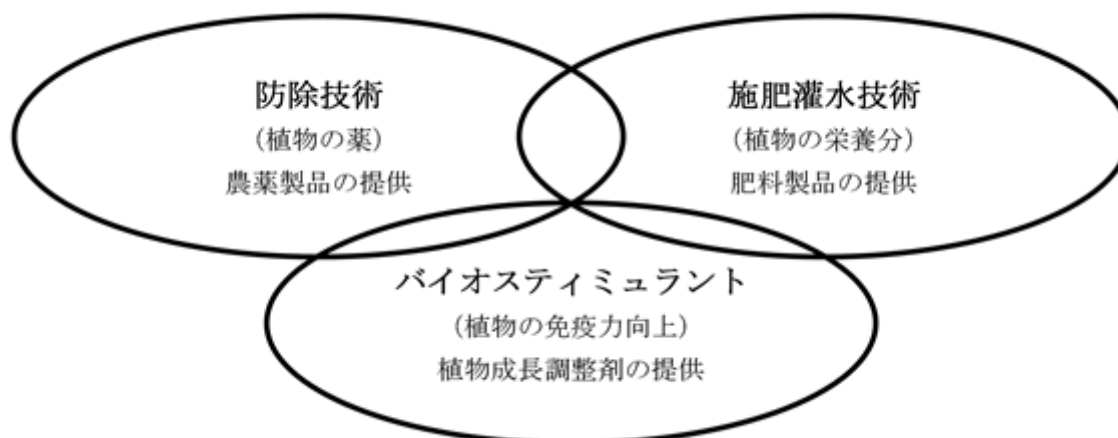 防除技術
（植物の薬）
農薬製品の提供
施肥灌水技術
（植物の栄養分）
肥料製品の提供
バイオスティミュラント
（植物の免疫力向上）
植物成長調整剤の提供